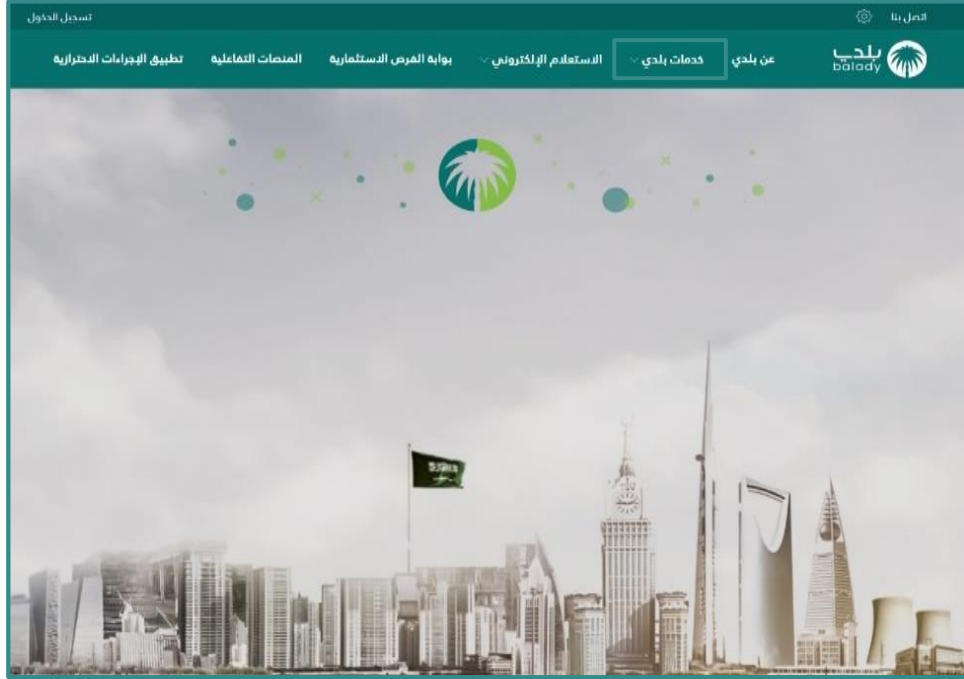 اتصل بنا
تسجيل الدخول
بلدي
balady
عن بلدي
خدمات بلدي
الاستعلام الإلكتروني
بوابة الفرص الاستثمارية
المنصات التفاعلية
تطبيق الإجراءات الاحترازية